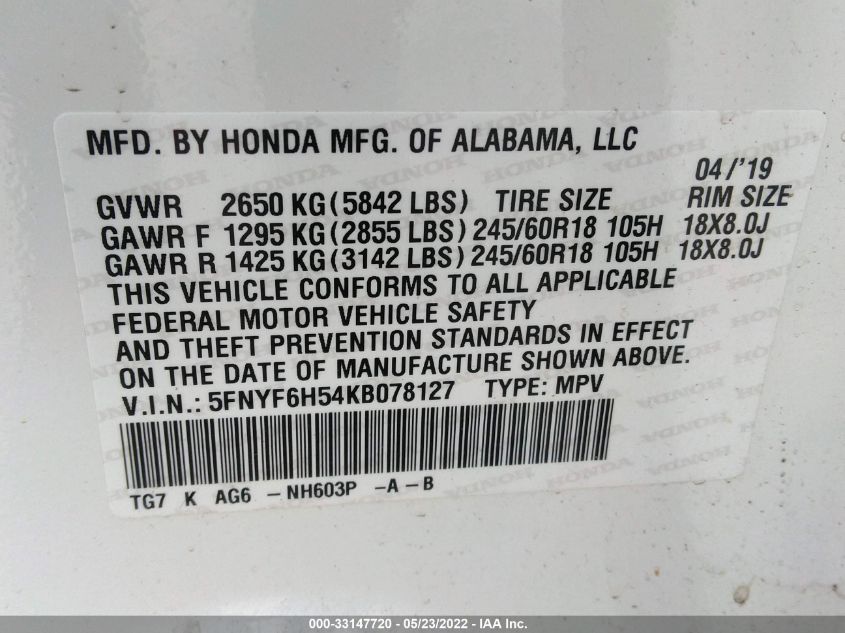 MFD. BY HONDA MFG. OF ALABAMA, LLC
04/'19
GVWR 2650 KG (5842 LBS) TIRE SIZE RIM SIZE
GAWR F 1295 KG (2855 LBS) 245/60R18 105H 18X8.0J
GAWR R 1425 KG (3142 LBS) 245/60R18 105H 18X8.0J
THIS VEHICLE CONFORMS TO ALL APPLICABLE
FEDERAL MOTOR VEHICLE SAFETY
AND THEFT PREVENTION STANDARDS IN EFFECT
ON THE DATE OF MANUFACTURE SHOWN ABOVE.
V.I.N.: 5FNYF6H54KB078127 TYPE: MPV
TG7 K AG6 - NH603P -A - B
000-33147720 - 05/23/2022 - IAA Inc.